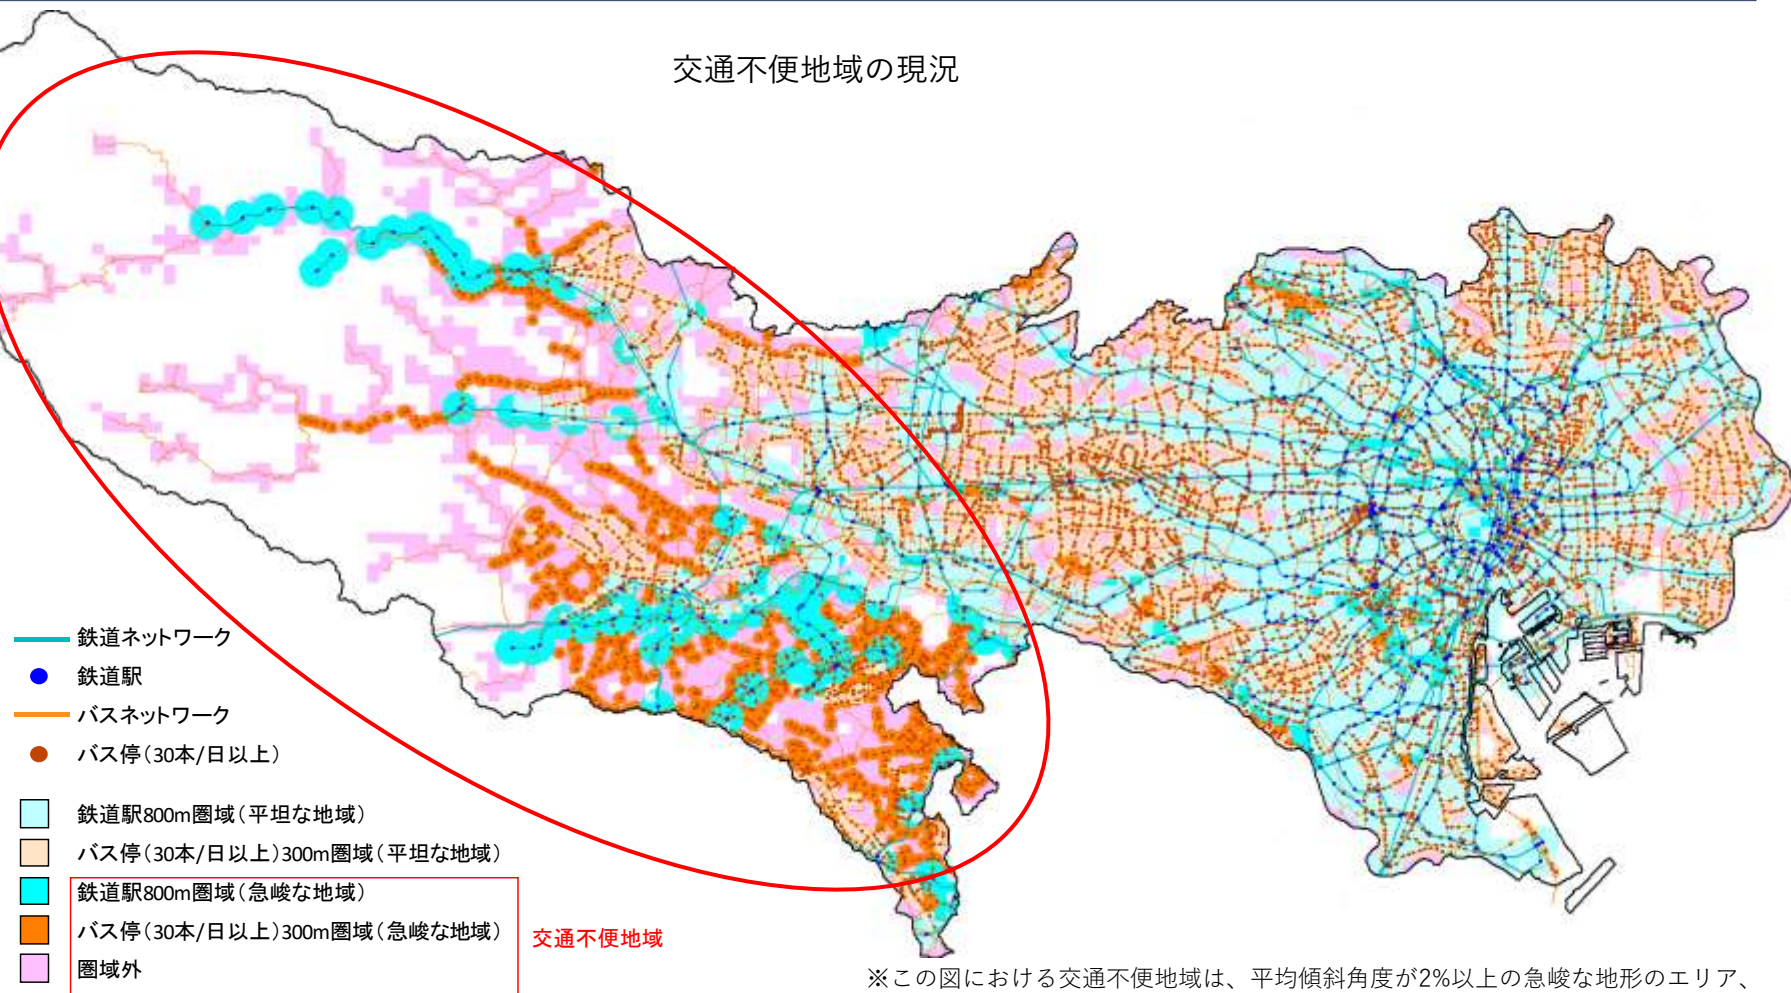 交通不便地域の現況
鉄道ネットワーク
鉄道駅
バスネットワーク
バス停(30本/日以上)
鉄道駅800m圏域(平坦な地域)
バス停(30本/日以上)300m圏域(平坦な地域)
鉄道駅800m圏域(急峻な地域)
バス停(30本/日以上)300m圏域(急峻な地域)
圏域外
交通不便地域
※この図における交通不便地域は、平均傾斜角度が2%以上の急峻な地形のエリア、